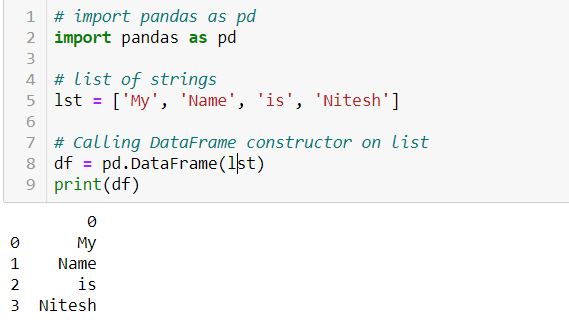 1 # import pandas as pd
2 import pandas as pd
3
4 # list of strings
5 lst = ['My', 'Name', 'is', 'Nitesh']
6
7 # Calling DataFrame constructor on list
8 df = pd.DataFrame(lst)
9 print(df)
        0
0      My
1    Name
2      is
3  Nitesh